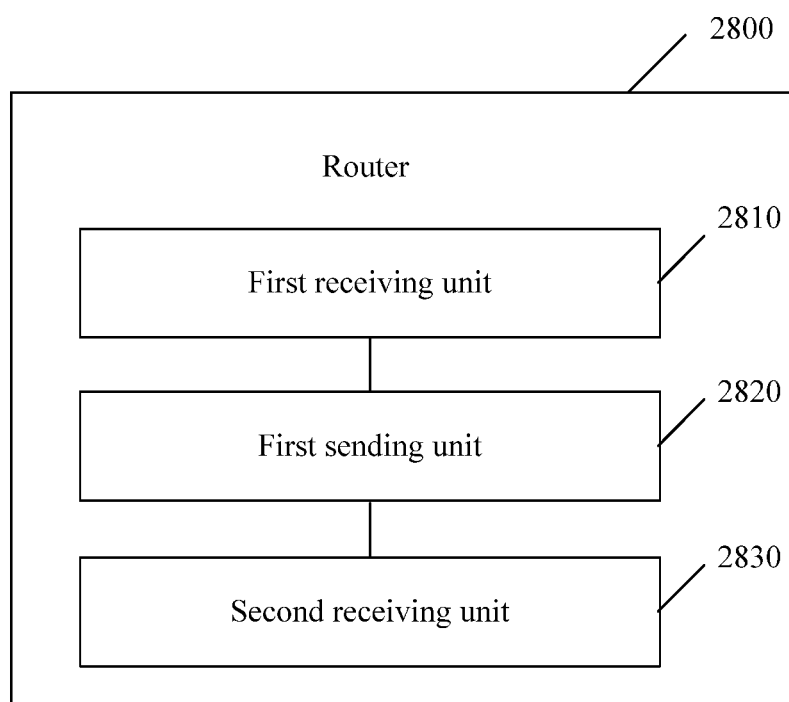 2800
Router
2810
First receiving unit
2820
First sending unit
2830
Second receiving unit